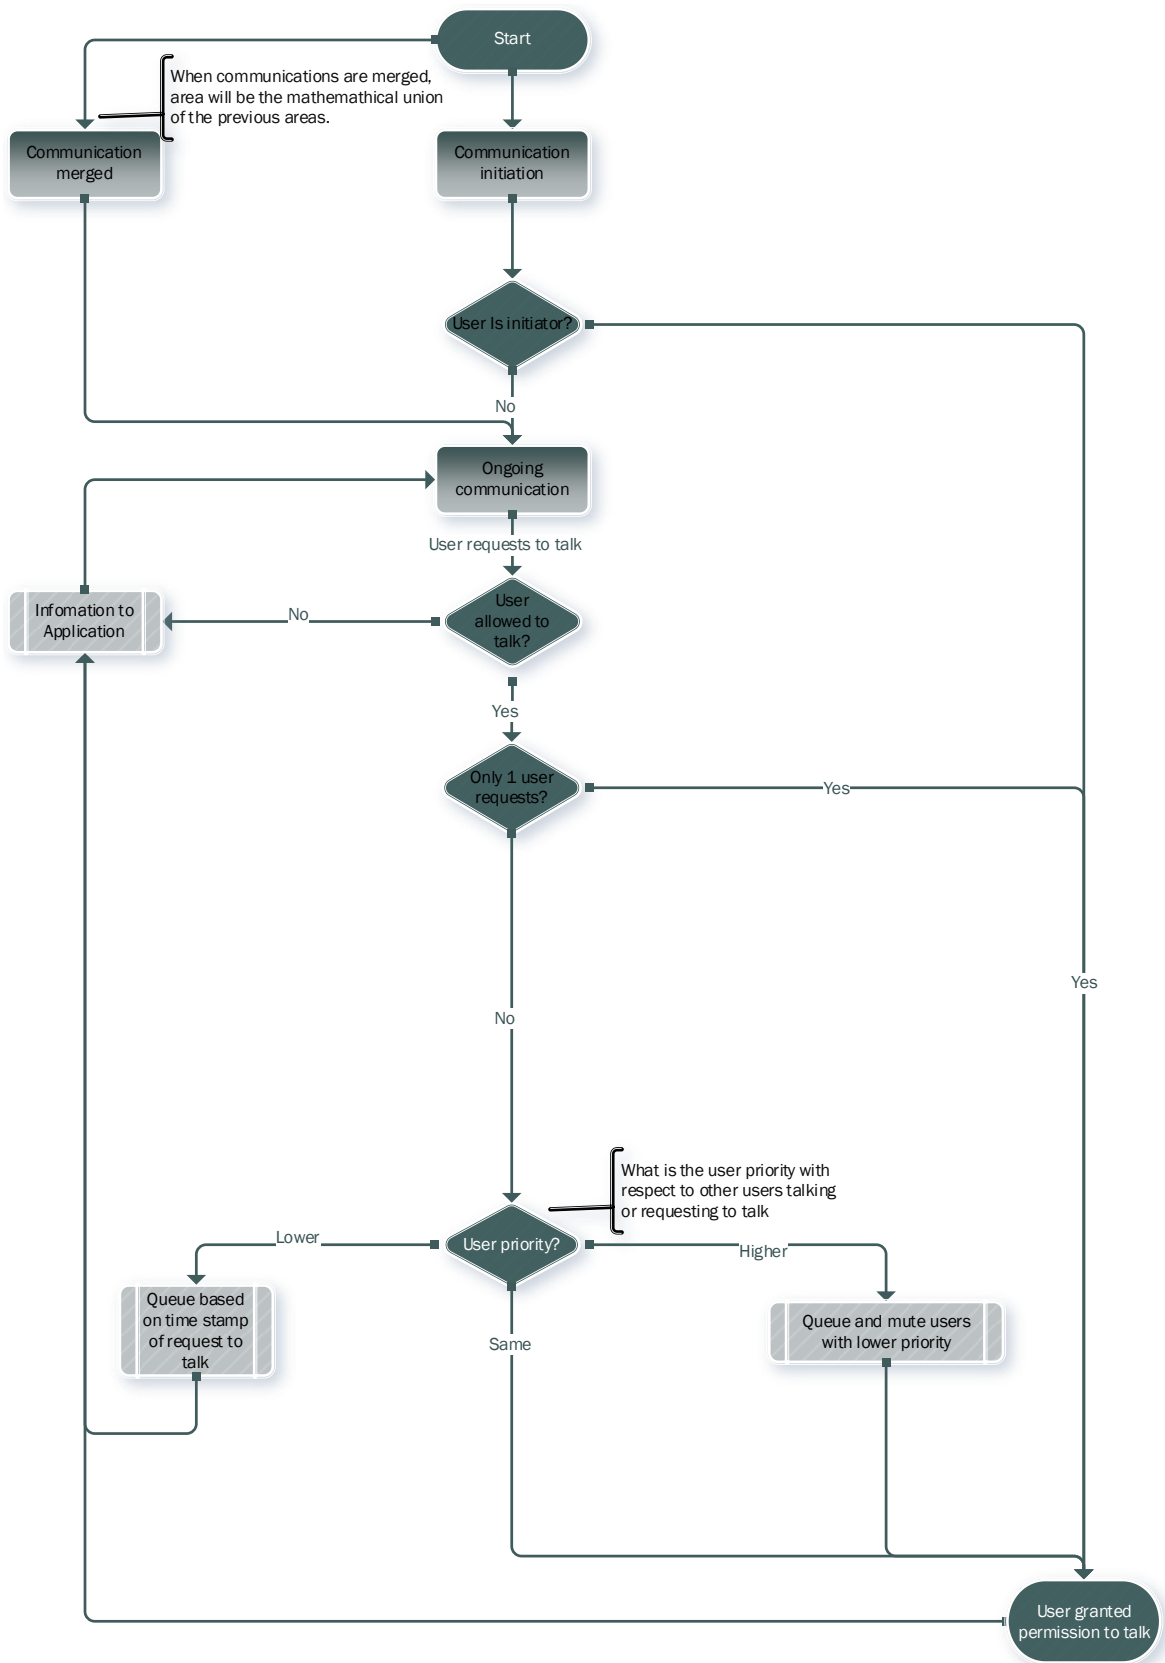 Start
When communications are merged,
area will be the mathemathical union
of the previous areas.
Communication
merged
Communication
initiation
User Is initiator?
No
Ongoing
communication
User requests to talk
Infomation to
Application
No
User
allowed to
talk?
Yes
Only 1 user
requests?
Yes
Yes
No
What is the user priority with
respect to other users talking
or requesting to talk
Lower
User priority?
Higher
Queue based
on time stamp
of request to
talk
Same
Queue and mute users
with lower priority
User granted
permission to talk